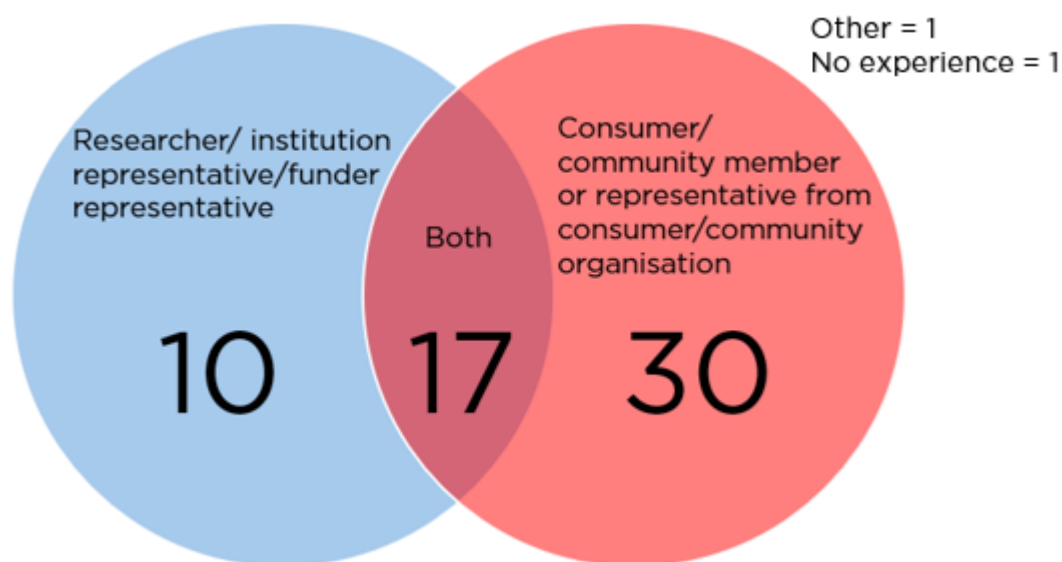 Other = 1
No experience = 1
Researcher/ institution
representative/funder
representative
Both
Consumer/
community member
or representative from
consumer/community
organisation
10
17
30